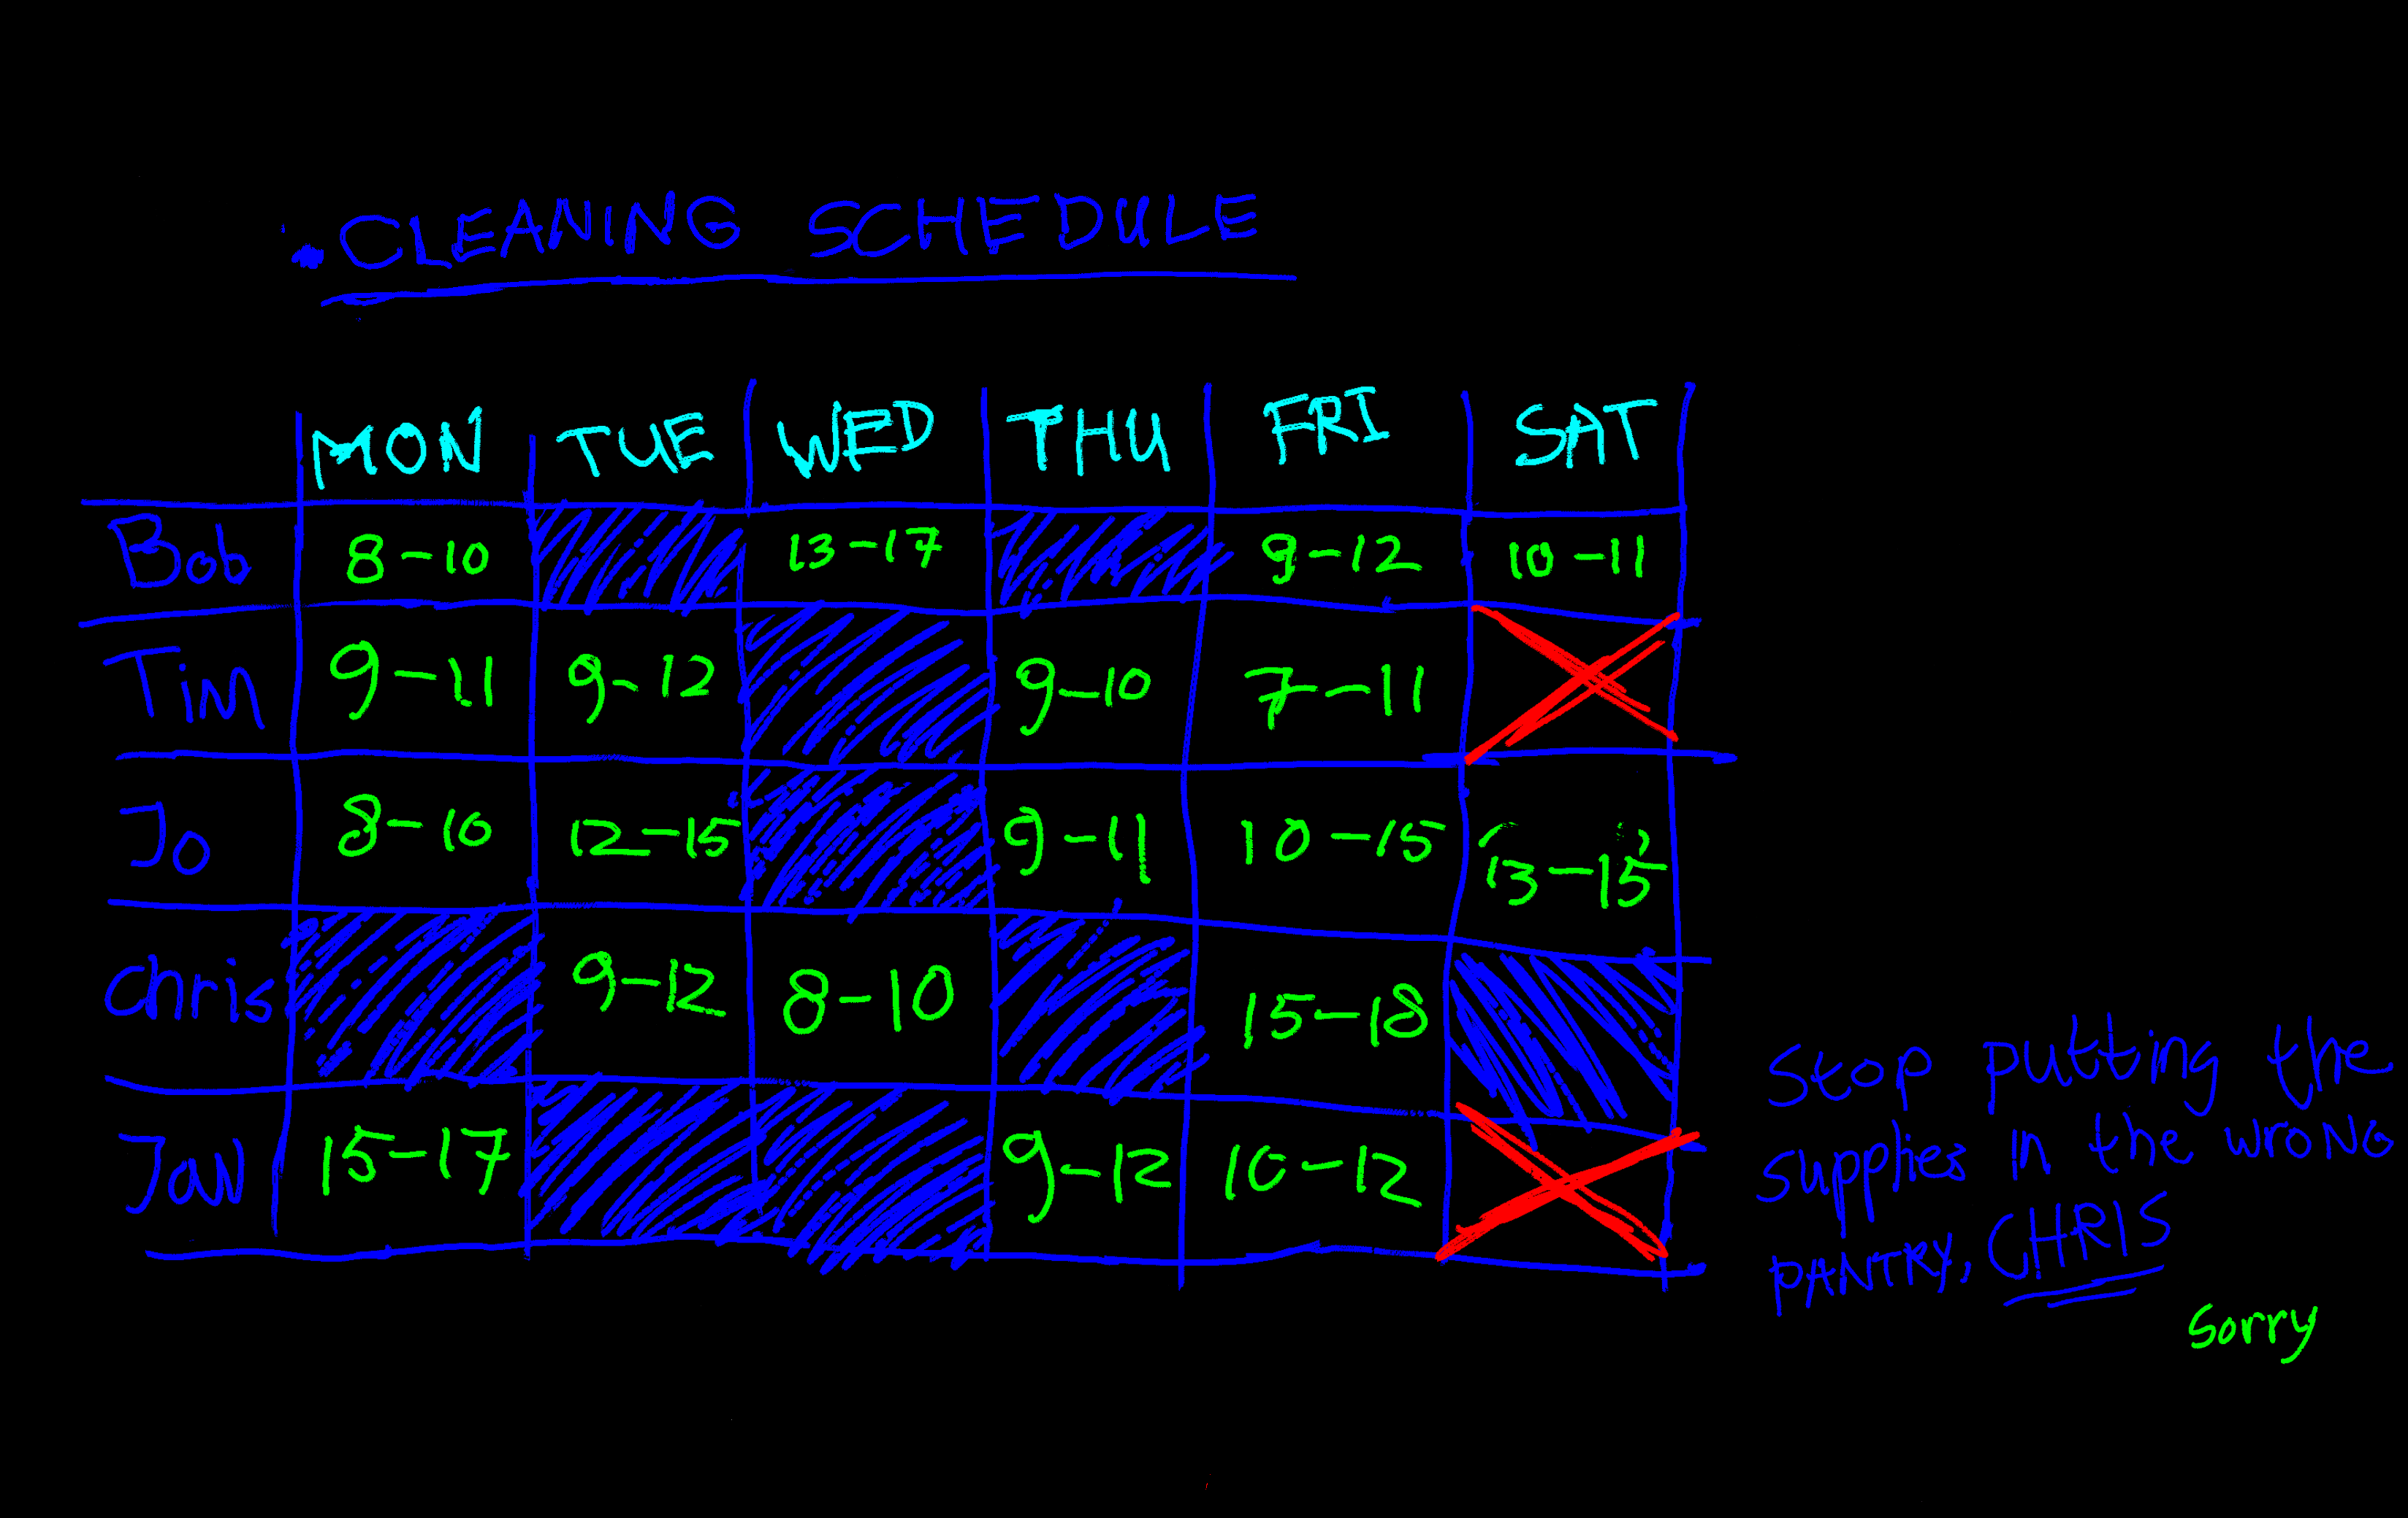 CLEANING SCHEDULE
MON TUE WED THU FRI SAT
Bob 8-10 13-17 9-12 10-11
Tim 9-11 9-12 9-10 7-11
Jo 8-10 12-15 9-11 10-15 13-15
Chris 9-12 8-10 15-18
Jan 15-17 9-12 10-12
Stop putting the
supplies in the wrong
PANTRY, CHRIS
Sorry